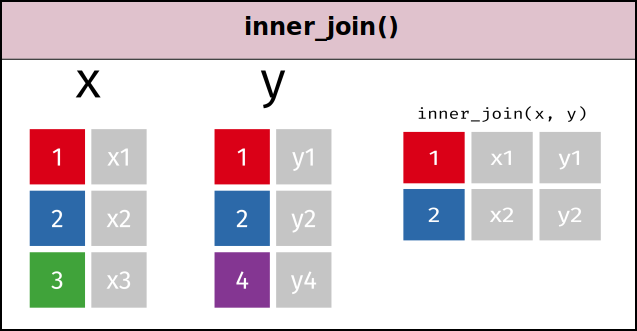 inner_join()
x y
inner_join(x, y)
1 x1 1 y1 1 x1 y1
2 x2 2 y2 2 x2 y2
3 x3 4 y4